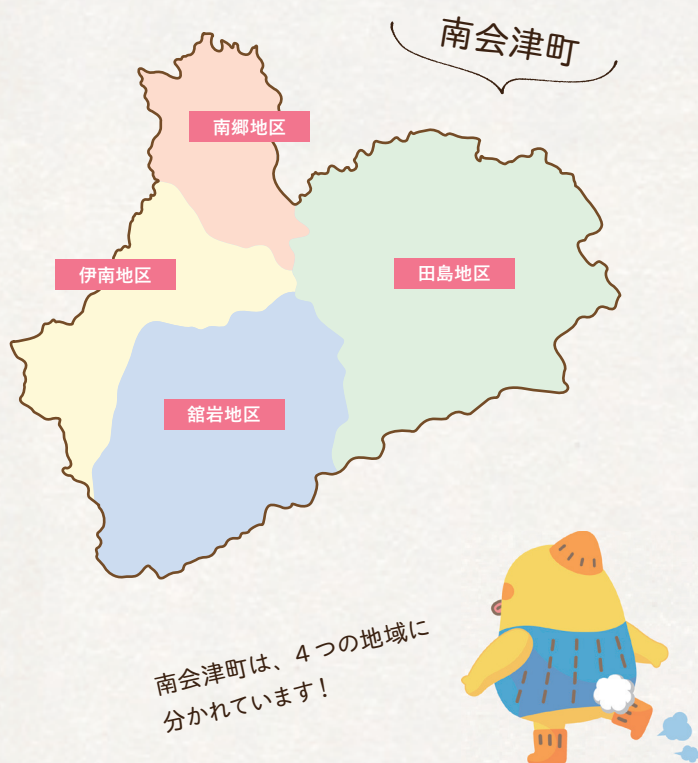 南会津町
南郷地区
伊南地区
田島地区
舘岩地区
南会津町は、４つの地域に
分かれています！